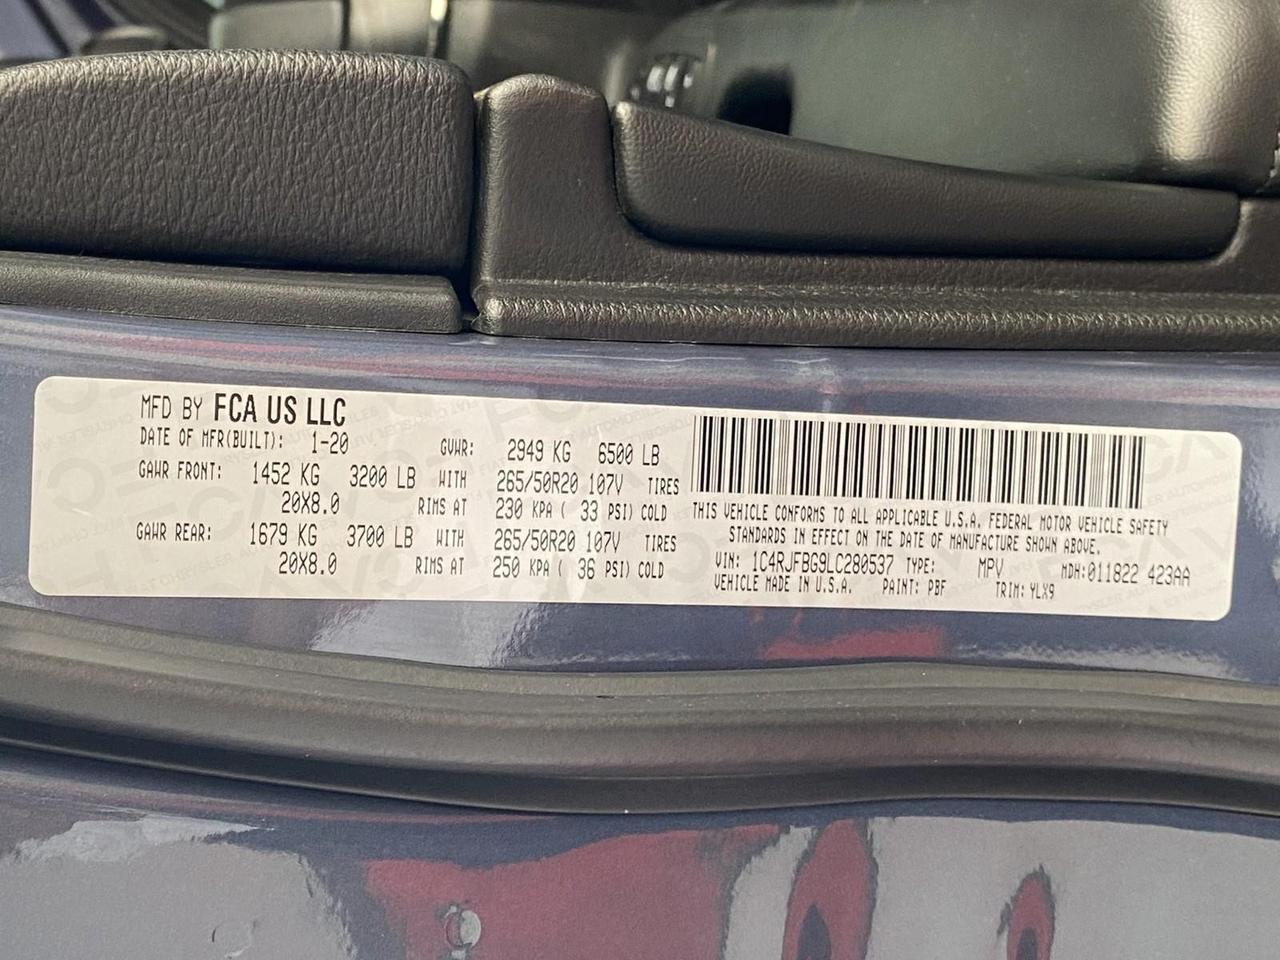 MFD BY FCA US LLC
DATE OF MFR(BUILT): 1-20 GVWR: 2949 KG 6500 LB
GAWR FRONT: 1452 KG 3200 LB WITH 265/50R20 107V TIRES
20X8.0 RIMS AT 230 KPA ( 33 PSI) COLD
GAWR REAR: 1679 KG 3700 LB WITH 265/50R20 107V TIRES
20X8.0 RIMS AT 250 KPA ( 36 PSI) COLD
THIS VEHICLE CONFORMS TO ALL APPLICABLE U.S.A. FEDERAL MOTOR VEHICLE SAFETY
STANDARDS IN EFFECT ON THE DATE OF MANUFACTURE SHOWN ABOVE.
VIN: 1C4RJFBG9LC280537 TYPE: MPV MDH:011822 423AA
VEHICLE MADE IN U.S.A. PAINT: PBF TRIM: YLX9